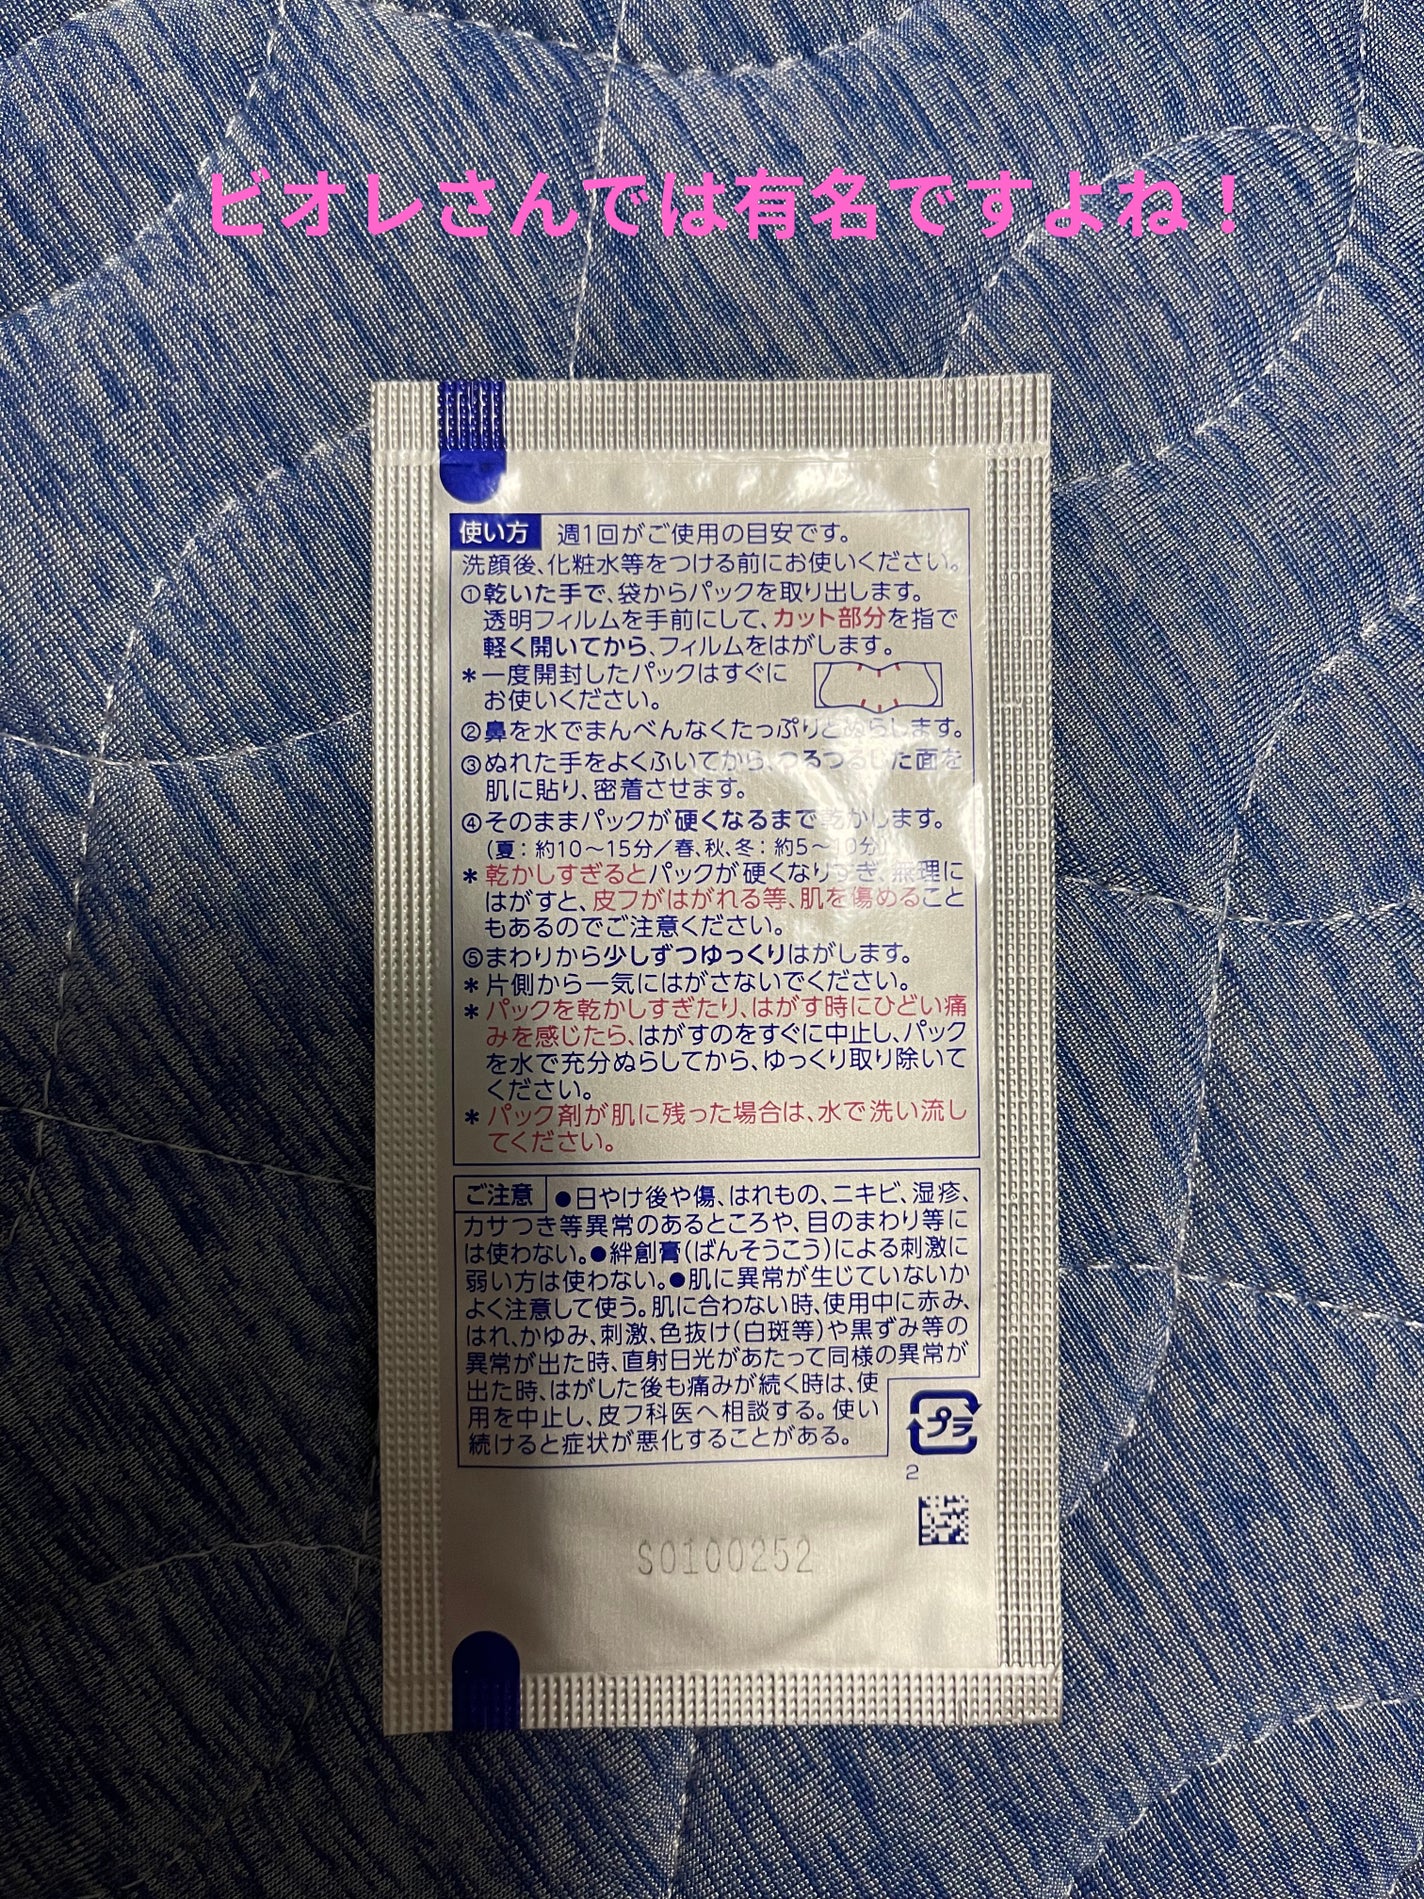 ビオレさんでは有名ですよね！
使い方 週1回がご使用の目安です。
洗顔後、化粧水等をつける前にお使いください。
①乾いた手で、袋からパックを取り出します。
透明フィルムを手前にして、カット部分を指で
軽く開いてから、フィルムをはがします。
＊一度開封したパックはすぐに
お使いください。
②鼻を水でまんべんなくたっぷりとぬらします。
③ぬれた手をよくふいてから、つるつるした面を
肌に貼り、密着させます。
④そのままパックが硬くなるまで乾かします。
（夏：約10～15分／春、秋、冬：約5～10分）
＊乾かしすぎるとパックが硬くなりすぎ、無理に
はがすと、皮フがはがれる等、肌を傷めること
もあるのでご注意ください。
⑤まわりから少しずつゆっくりはがします。
＊片側から一気にはがさないでください。
＊パックを乾かしすぎたり、はがす時にひどい痛
みを感じたら、はがすのをすぐに中止し、パック
を水で充分ぬらしてから、ゆっくり取り除いて
ください。
＊パック剤が肌に残った場合は、水で洗い流し
てください。
ご注意 ●日やけ後や傷、はれもの、ニキビ、湿疹、
カサつき等異常のあるところや、目のまわり等に
は使わない。●絆創膏（ばんそうこう）による刺激に
弱い方は使わない。●肌に異常が生じていないか
よく注意して使う。肌に合わない時、使用中に赤み、
はれ、かゆみ、刺激、色抜け（白斑等）や黒ずみ等の
異常が出た時、直射日光があたって同様の異常が
出た時、はがした後も痛みが続く時は、使
用を中止し、皮フ科医へ相談する。使い
続けると症状が悪化することがある。
プラ
2
S0100252